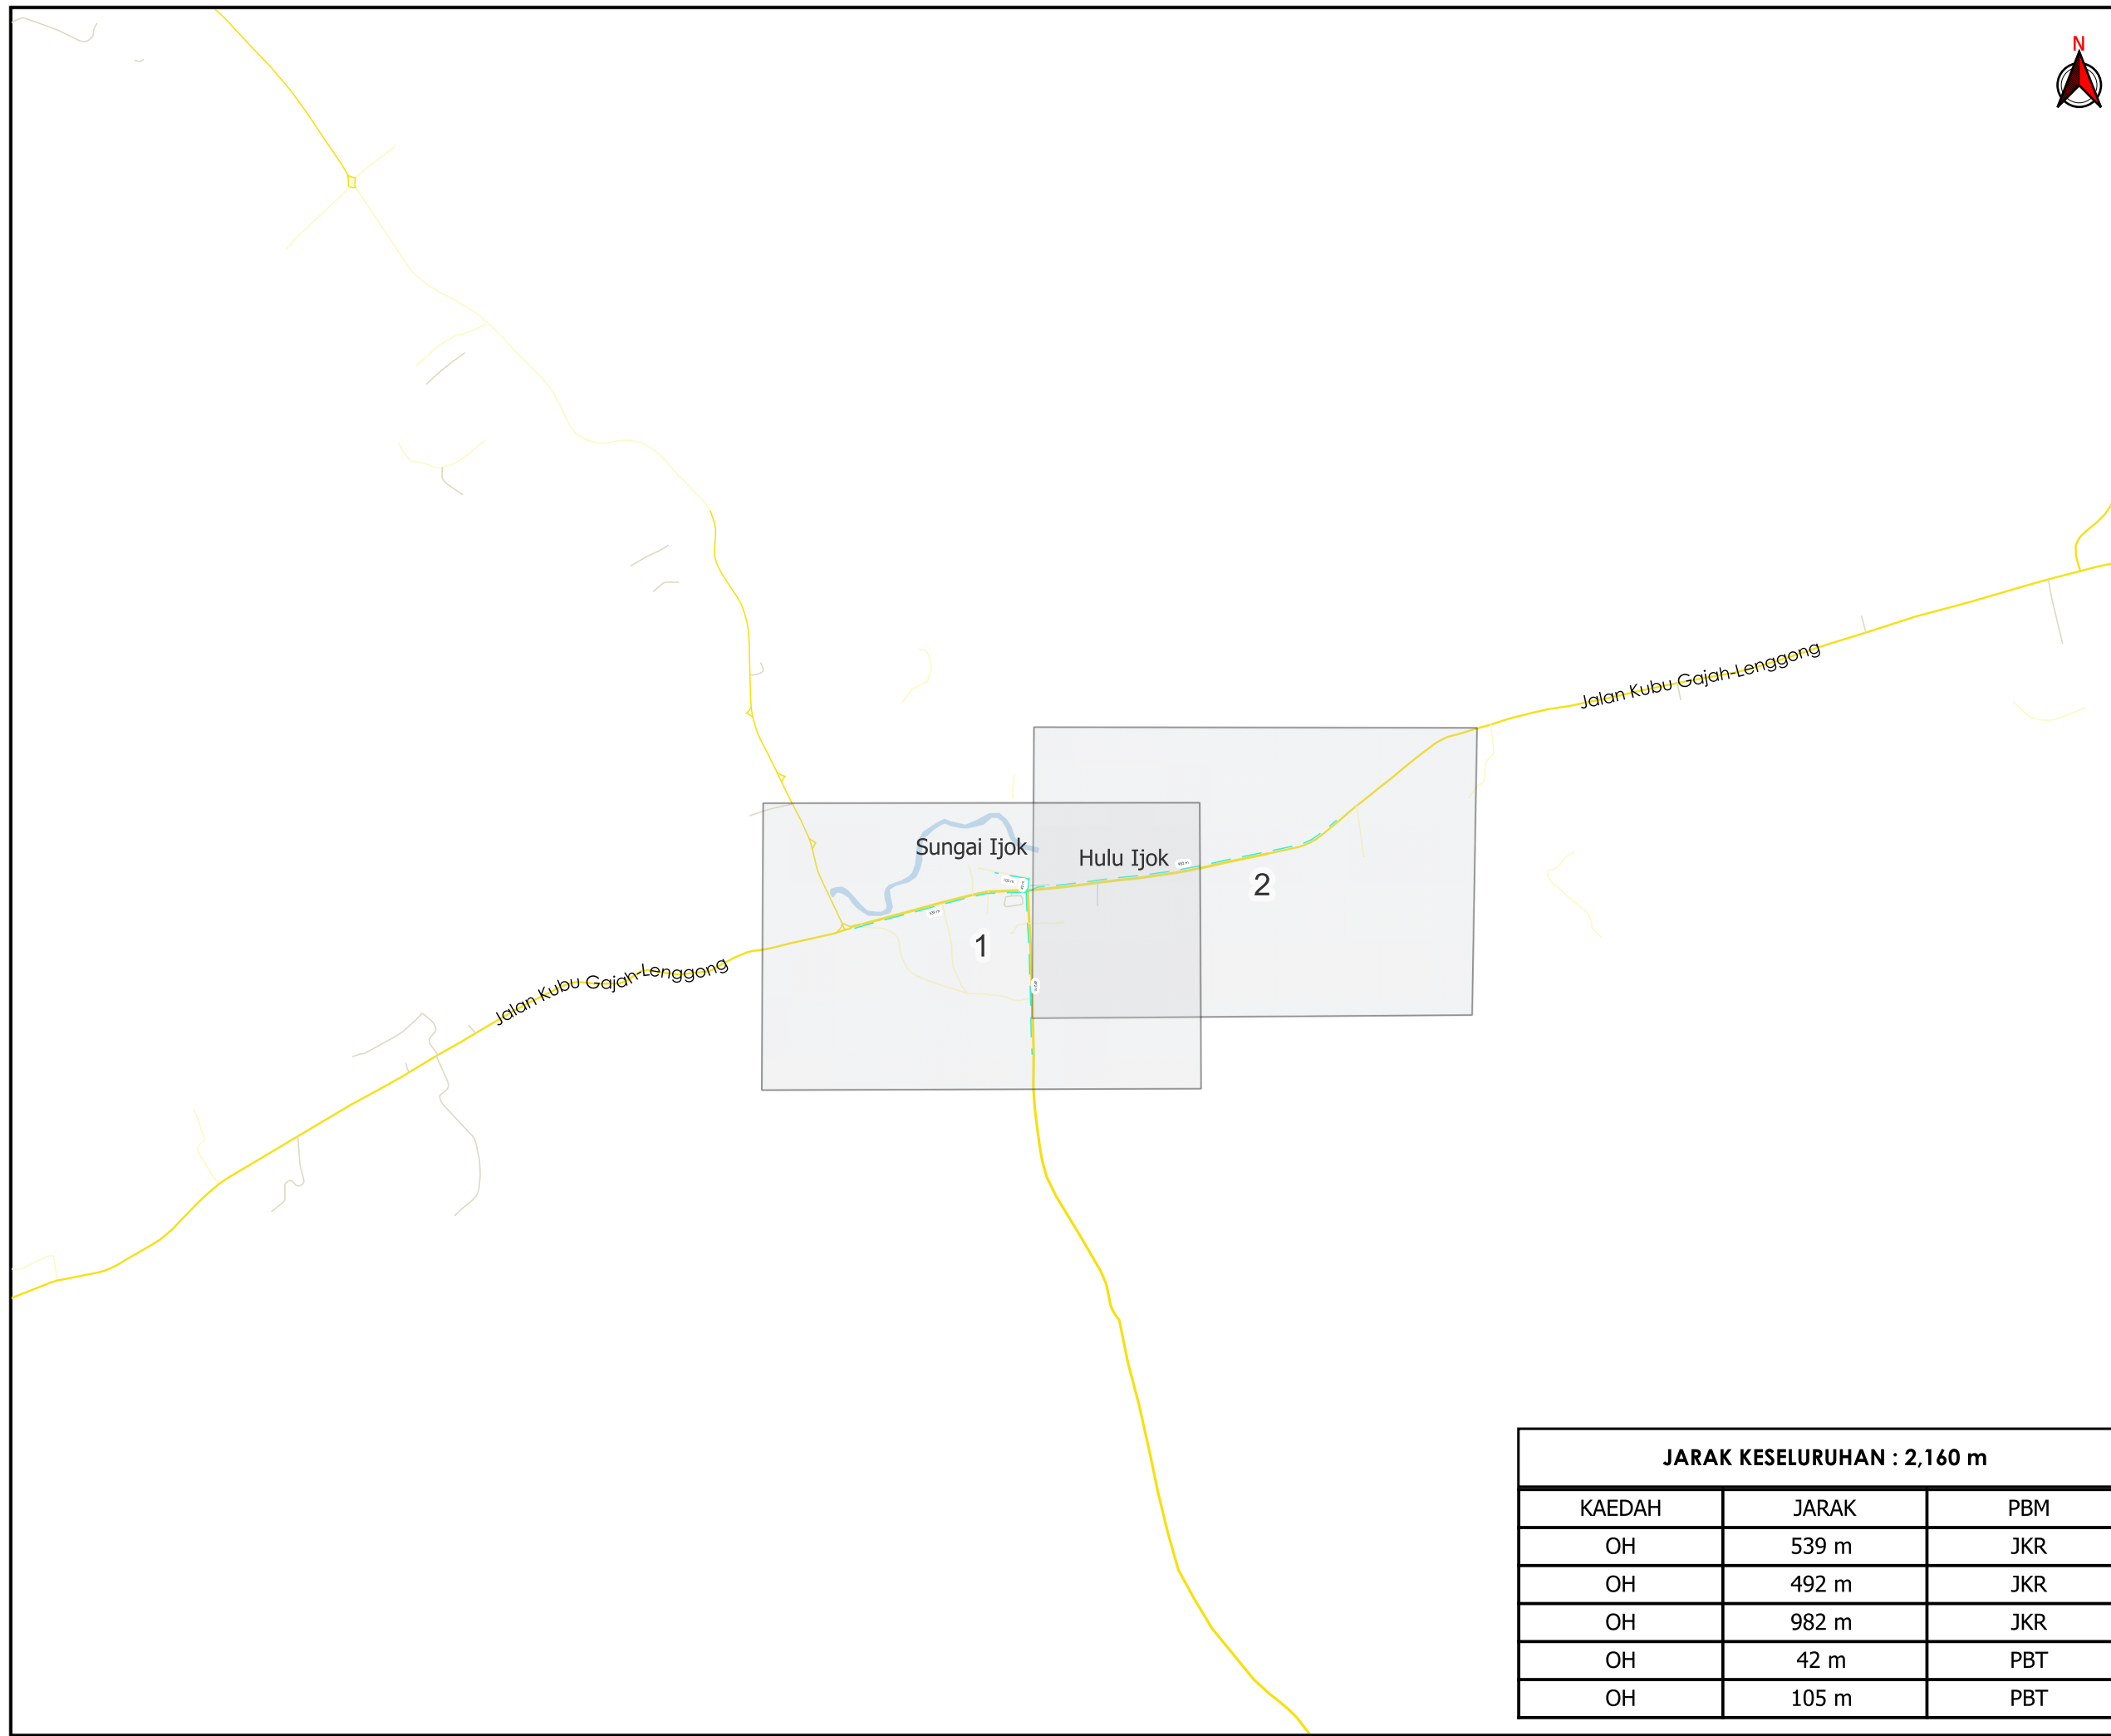 N
Jalan Kubu Gajah-Lenggong
Sungai Ijok
Hulu Ijok
2
1
Jalan Kubu Gajah-Lenggong
JARAK KESELURUHAN : 2,160 m
KAEDAH JARAK PBM
OH 539 m JKR
OH 492 m JKR
OH 982 m JKR
OH 42 m PBT
OH 105 m PBT